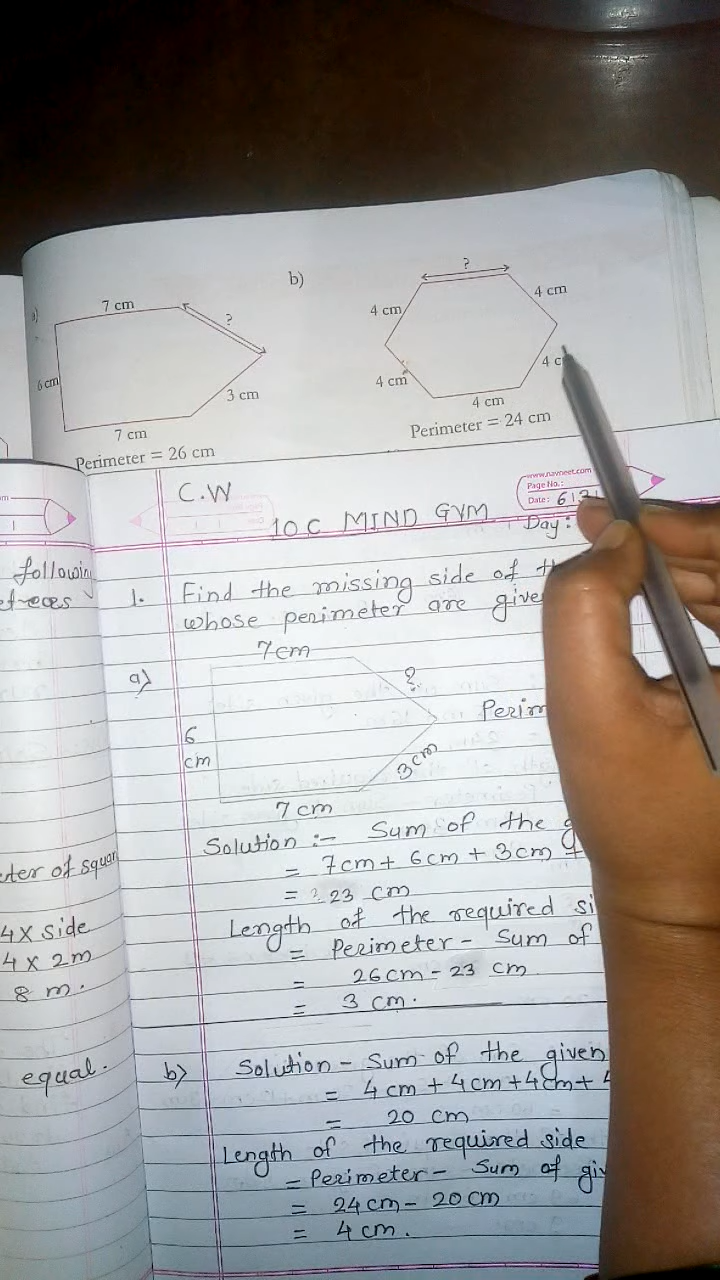 b)
7 cm
?
6 cm
3 cm
7 cm
Perimeter = 26 cm
?
4 cm
4 cm
4 cm
4 c
4 cm
Perimeter = 24 cm
www.navneet.com
Page No.:
Date: 613
C.W
10 C MIND GYM
Day:
1. Find the missing side of
whose perimeter are give
a)
7cm
?
6
cm
3cm
7 cm
Perim
Solution :- Sum of the
= 7cm + 6cm + 3cm +
= 23 cm
Length of the required si
= Perimeter - Sum of
= 26cm - 23 cm
= 3 cm.
b) Solution - Sum of the given
= 4 cm + 4cm + 4cm + 4
= 20 cm
Length of the required side
= Perimeter - Sum of giv
= 24 cm - 20 cm
= 4 cm.
following
ter of squar
4 x side
4 x 2m
8 m.
equal.